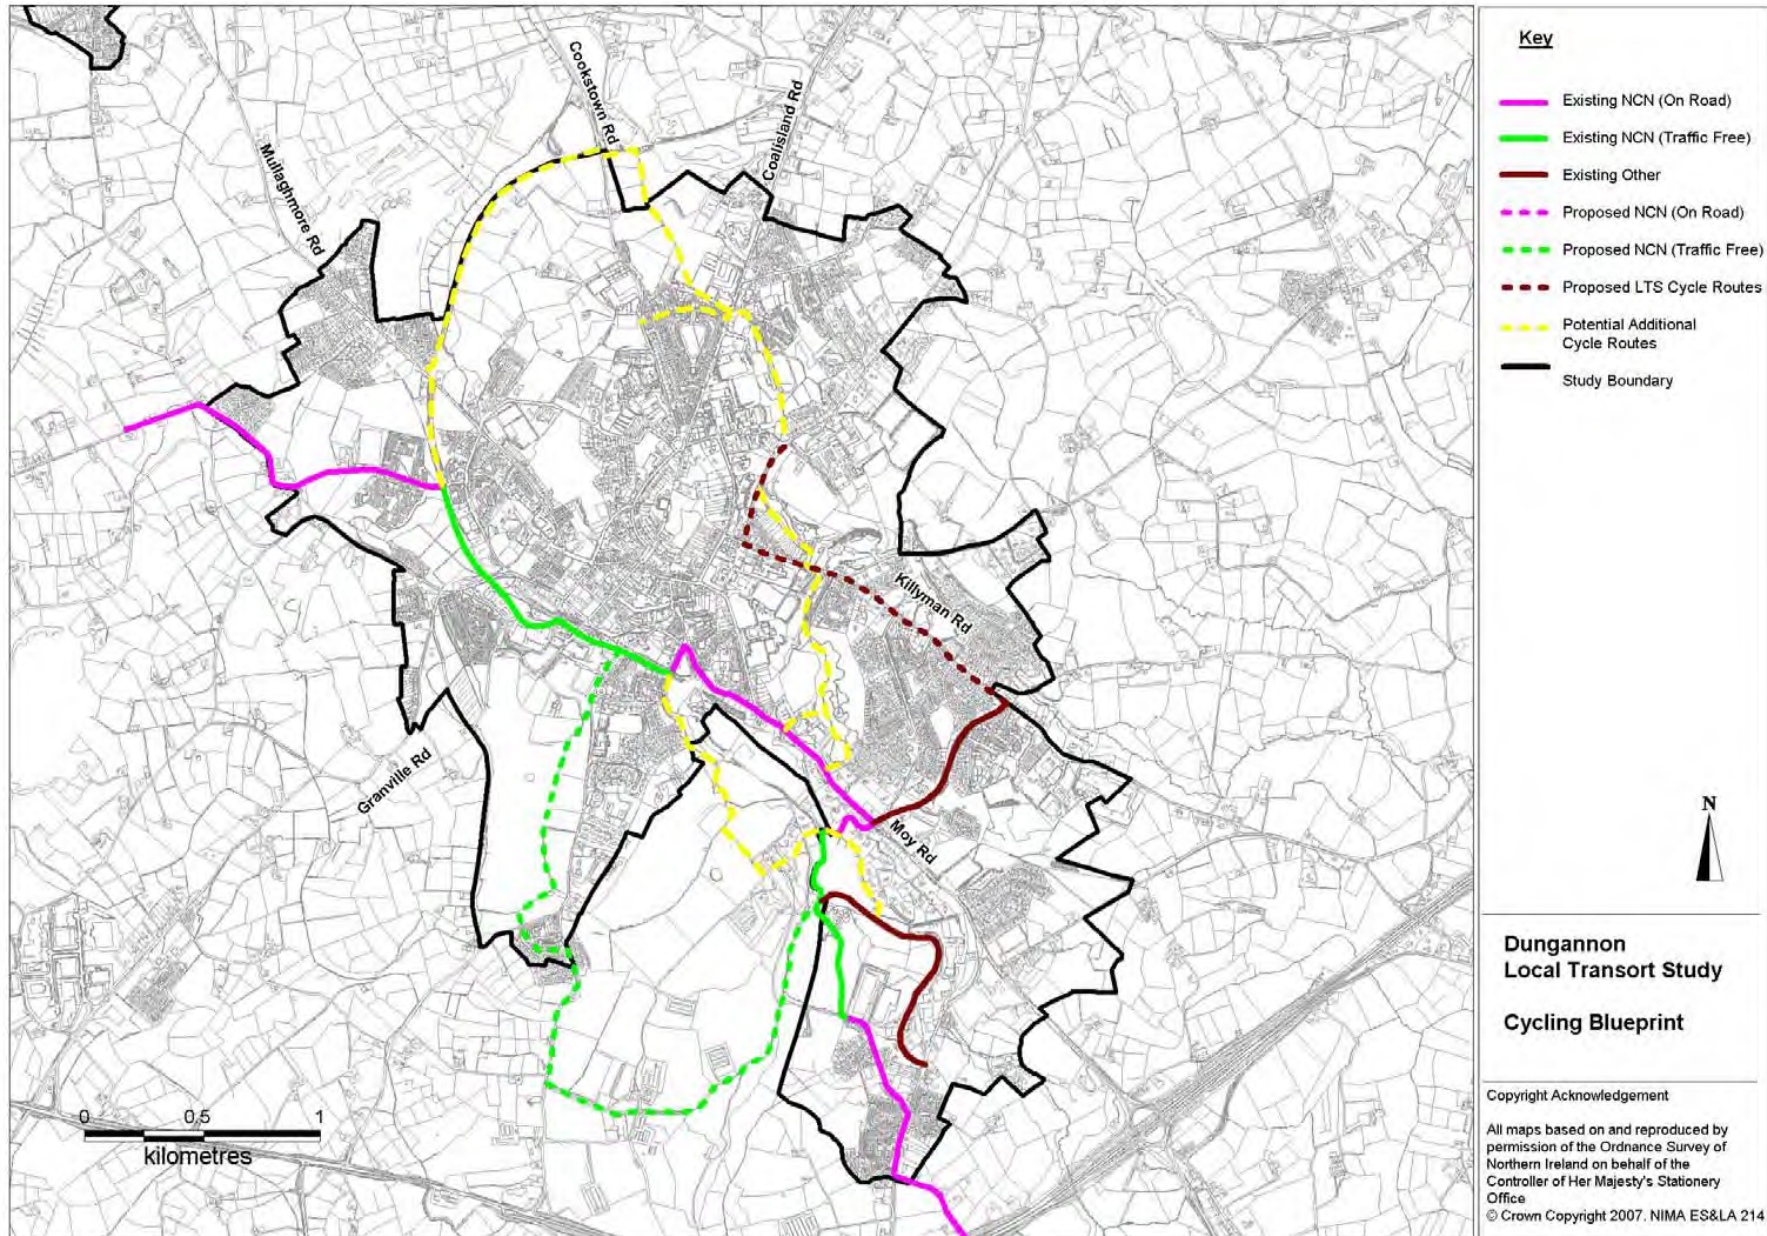 Cookstown Rd
Coalisland Rd
Mullaghmore Rd
Killyman Rd
Granville Rd
Moy Rd
0 0,5 1
kilometres
Key
Existing NCN (On Road)
Existing NCN (Traffic Free)
Existing Other
Proposed NCN (On Road)
Proposed NCN (Traffic Free)
Proposed LTS Cycle Routes
Potential Additional
Cycle Routes
Study Boundary
N
Dungannon
Local Transort Study
Cycling Blueprint
Copyright Acknowledgement
All maps based on and reproduced by
permission of the Ordnance Survey of
Northern Ireland on behalf of the
Controller of Her Majesty's Stationery
Office
© Crown Copyright 2007. NIMA ES&LA 214